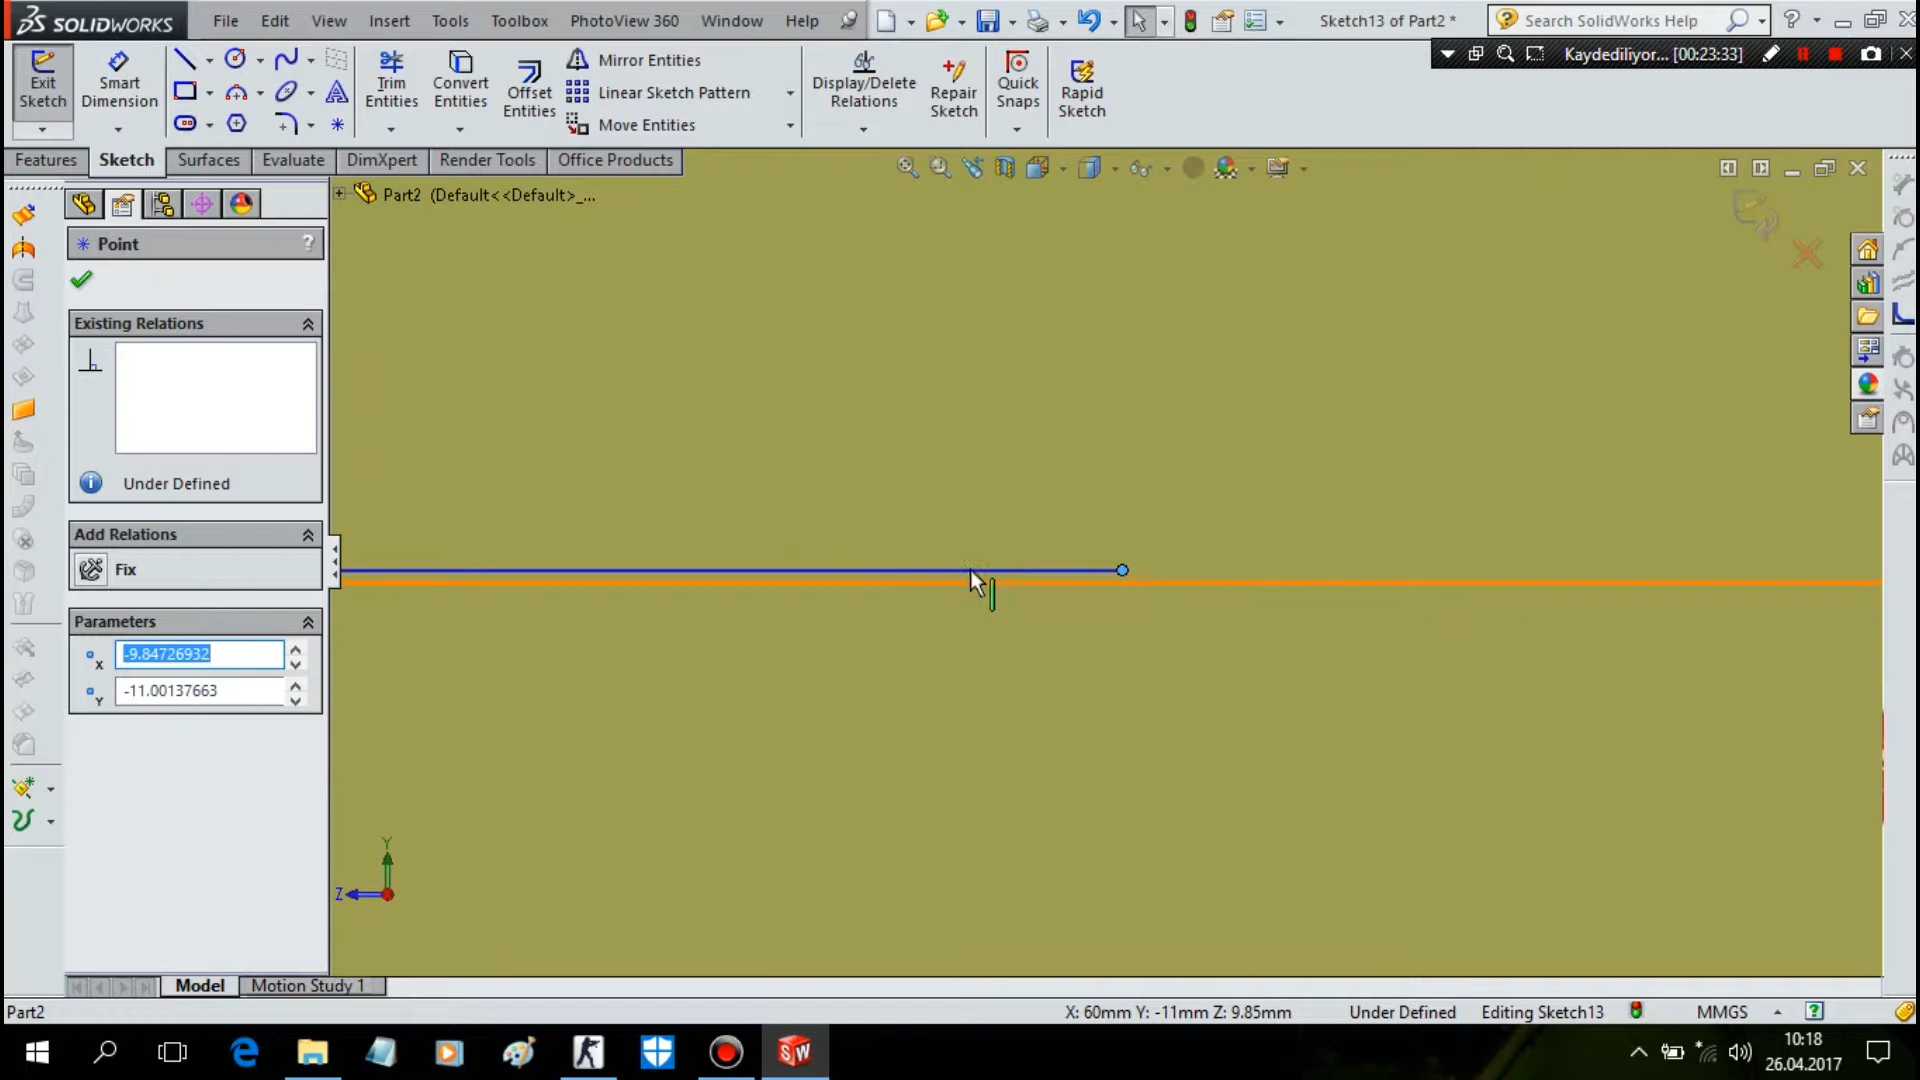 SOLIDWORKS File Edit View Insert Tools Toolbox PhotoView 360 Window Help Sketch13 of Part2 * Search SolidWorks Help
Kaydediliyor... [00:23:33]
Exit Sketch
Smart Dimension
Trim Entities
Convert Entities
Offset Entities
Mirror Entities
Linear Sketch Pattern
Move Entities
Display/Delete Relations
Repair Sketch
Quick Snaps
Rapid Sketch
Features Sketch Surfaces Evaluate DimXpert Render Tools Office Products
Part2 (Default<<Default>_...
Point ?
Existing Relations
Under Defined
Add Relations
Fix
Parameters
X -9.84726932
Y -11.00137663
Y
Z
Model Motion Study 1
Part2 X: 60mm Y: -11mm Z: 9.85mm Under Defined Editing Sketch13 MMGS ?
SW
10:18
26.04.2017